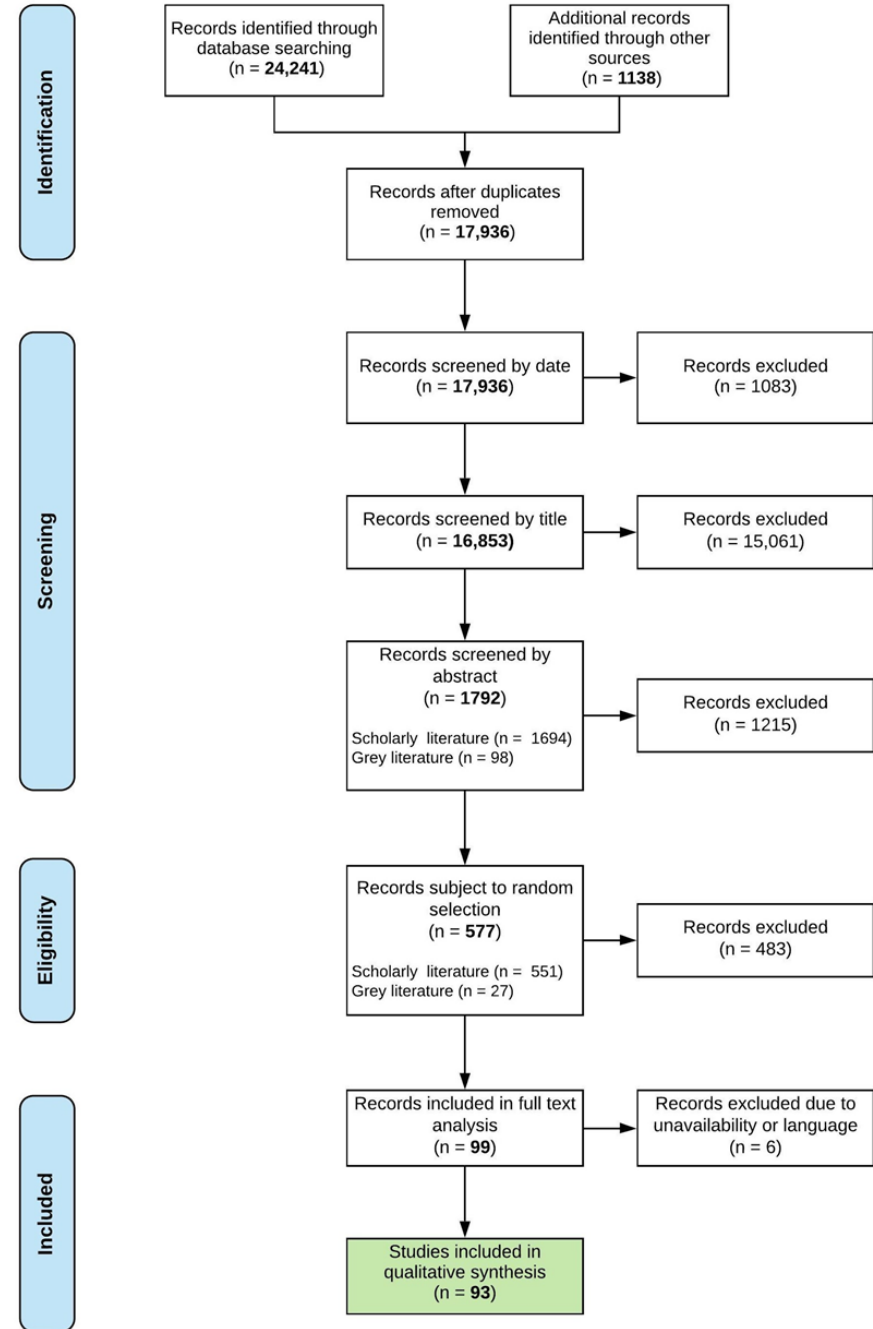 Identification
Records identified through
database searching
(n = 24,241)
Additional records
identified through other
sources
(n = 1138)
Records after duplicates
removed
(n = 17,936)
Screening
Records screened by date
(n = 17,936)
Records excluded
(n = 1083)
Records screened by title
(n = 16,853)
Records excluded
(n = 15,061)
Records screened by
abstract
(n = 1792)
Scholarly literature (n = 1694)
Grey literature (n = 98)
Records excluded
(n = 1215)
Eligibility
Records subject to random
selection
(n = 577)
Scholarly literature (n = 551)
Grey literature (n = 27)
Records excluded
(n = 483)
Included
Records included in full text
analysis
(n = 99)
Records excluded due to
unavailability or language
(n = 6)
Studies included in
qualitative synthesis
(n = 93)